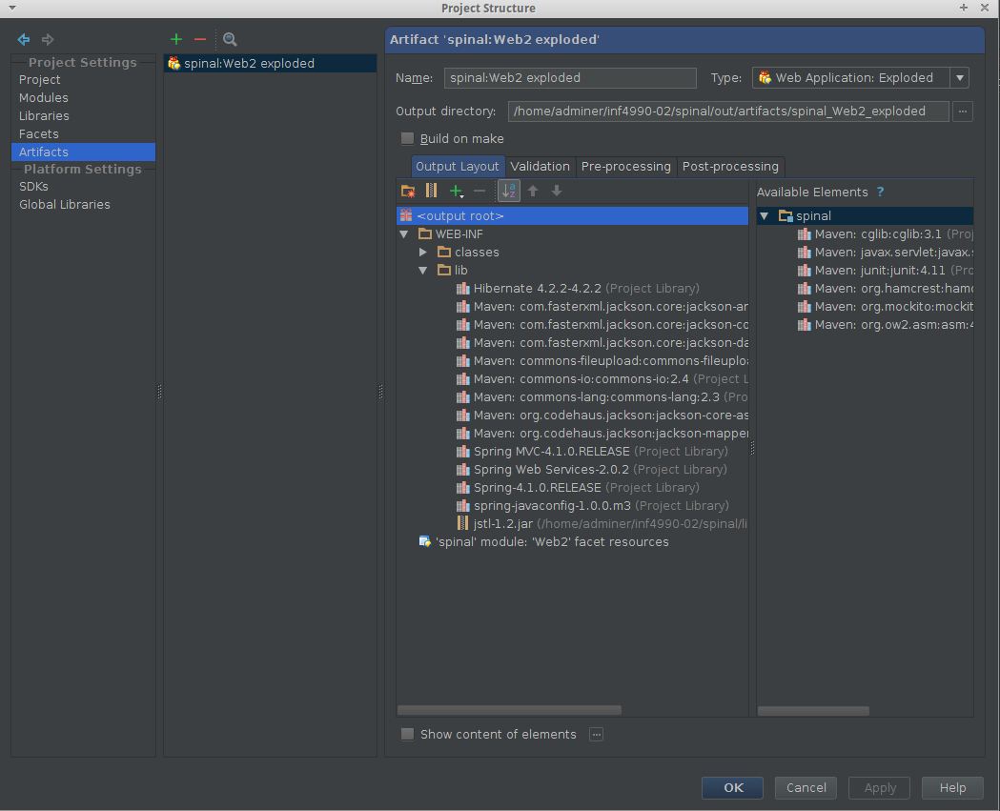 Project Structure
Project Settings
Project
Modules
Libraries
Facets
Artifacts
Platform Settings
SDKs
Global Libraries
spinal:Web2 exploded
Artifact 'spinal:Web2 exploded'
Name: spinal:Web2 exploded Type: Web Application: Exploded
Output directory: /home/adminer/inf4990-02/spinal/out/artifacts/spinal_Web2_exploded ...
Build on make
Output Layout Validation Pre-processing Post-processing
<output root>
WEB-INF
classes
lib
Hibernate 4.2.2-4.2.2 (Project Library)
Maven: com.fasterxml.jackson.core:jackson-an
Maven: com.fasterxml.jackson.core:jackson-co
Maven: com.fasterxml.jackson.core:jackson-da
Maven: commons-fileupload:commons-fileuploa
Maven: commons-io:commons-io:2.4 (Project L
Maven: commons-lang:commons-lang:2.3 (Pro
Maven: org.codehaus.jackson:jackson-core-as
Maven: org.codehaus.jackson:jackson-mapper
Spring MVC-4.1.0.RELEASE (Project Library)
Spring Web Services-2.0.2 (Project Library)
Spring-4.1.0.RELEASE (Project Library)
spring-javaconfig-1.0.0.m3 (Project Library)
jstl-1.2.jar (/home/adminer/inf4990-02/spinal/li
'spinal' module: 'Web2' facet resources
Available Elements ?
spinal
Maven: cglib:cglib:3.1 (Proj
Maven: javax.servlet:javax.s
Maven: junit:junit:4.11 (Pro
Maven: org.hamcrest:hamc
Maven: org.mockito:mockit
Maven: org.ow2.asm:asm:4
Show content of elements ...
OK Cancel Apply Help